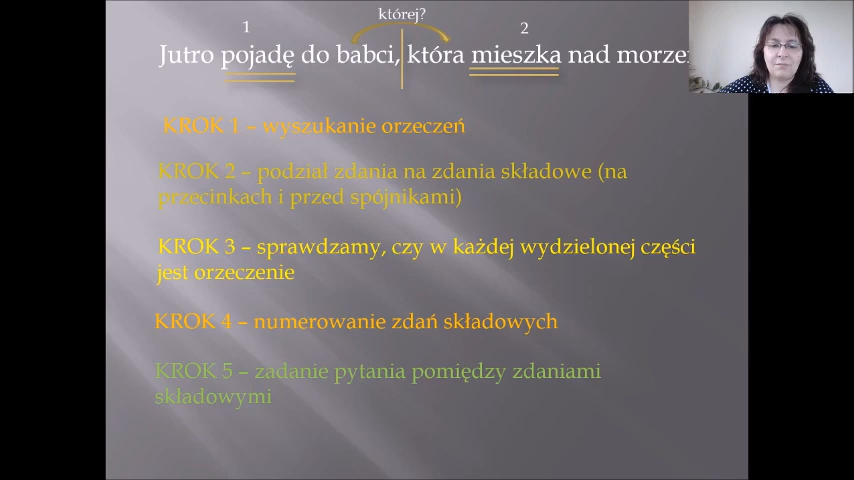 której?
1
2
Jutro pojadę do babci, która mieszka nad
KROK 1 – wyszukanie orzeczeń
KROK 2 – podział zdania na zdania składowe (na
przecinkach i przed spójnikami)
KROK 3 – sprawdzamy, czy w każdej wydzielonej części
jest orzeczenie
KROK 4 – numerowanie zdań składowych
KROK 5 – zadanie pytania pomiędzy zdaniami
składowymi